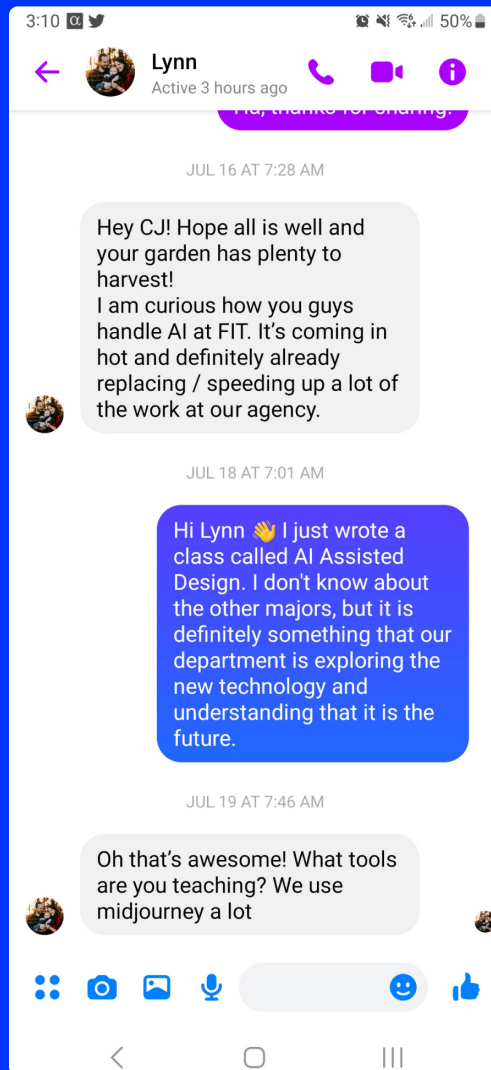 3:10 α 50%
Lynn
Active 3 hours ago
Ha, thanks for sharing!
JUL 16 AT 7:28 AM
Hey CJ! Hope all is well and
your garden has plenty to
harvest!
I am curious how you guys
handle AI at FIT. It’s coming in
hot and definitely already
replacing / speeding up a lot of
the work at our agency.
JUL 18 AT 7:01 AM
Hi Lynn 👋 I just wrote a
class called AI Assisted
Design. I don't know about
the other majors, but it is
definitely something that our
department is exploring the
new technology and
understanding that it is the
future.
JUL 19 AT 7:46 AM
Oh that’s awesome! What tools
are you teaching? We use
midjourney a lot